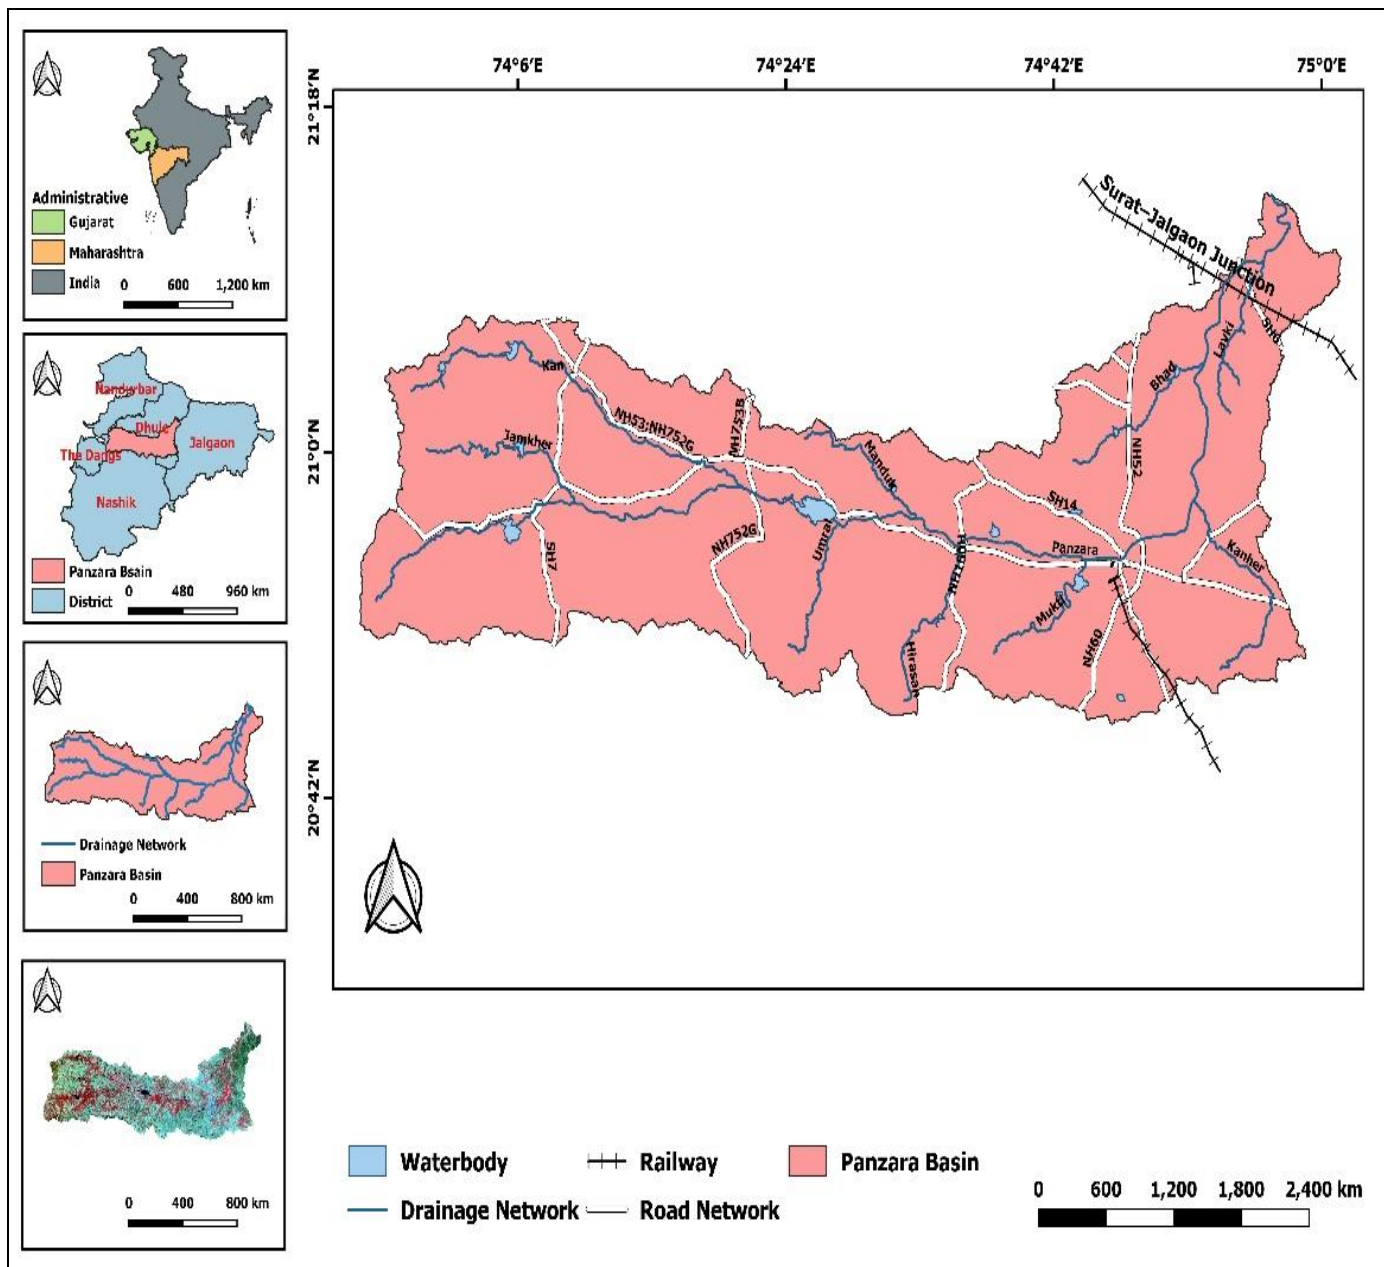 Administrative
Gujarat
Maharashtra
India
0 600 1,200 km
Nandurbar
Dhule
Jalgaon
The Dangs
Nashik
Panzara Bsain
District
0 480 960 km
Drainage Network
Panzara Basin
0 400 800 km
0 400 800 km
74°6'E 74°24'E 74°42'E 75°0'E
21°18'N
21°0'N
20°42'N
Surat-Jalgaon Junction
SH6
Lavki
Bhad
Kan
NH53;NH752G
MH753B
Jamkher
Manduk
NH52
SH14
NH752G
Umrai
SH7
Panzara
Kanher
Mukti
NH60
Hirasan
Waterbody
Railway
Panzara Basin
Drainage Network
Road Network
0 600 1,200 1,800 2,400 km